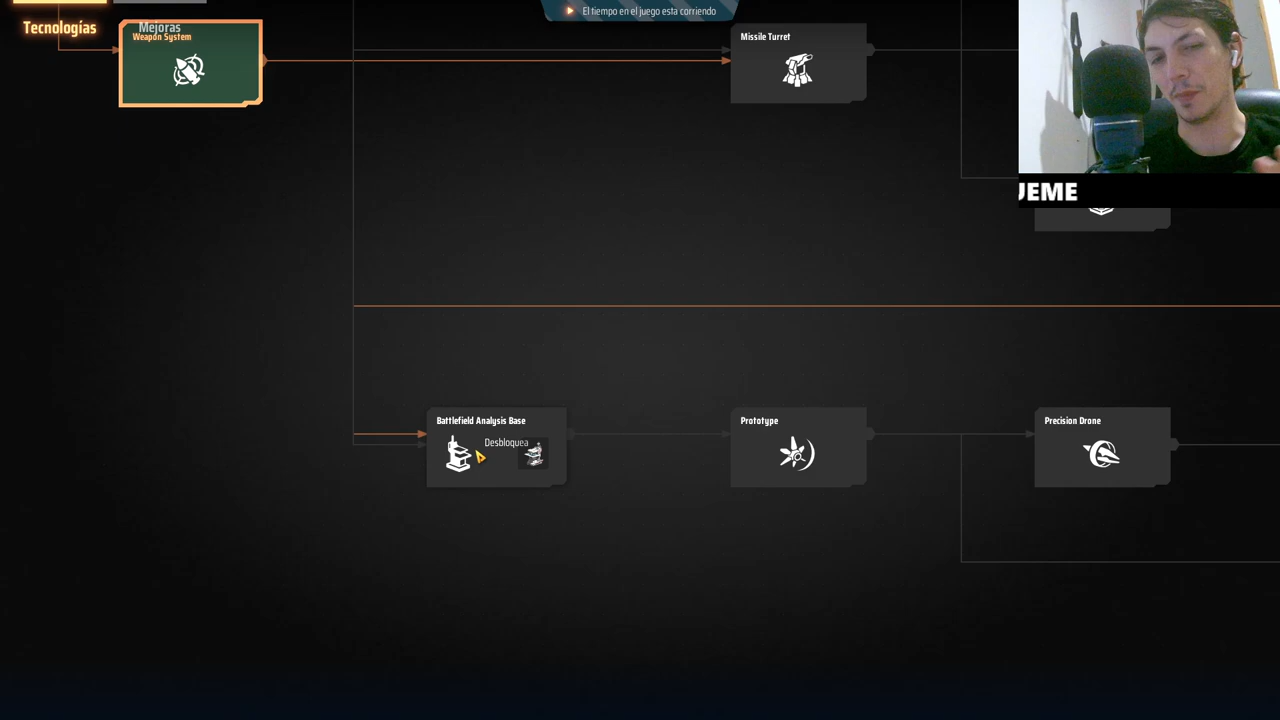 El tiempo en el juego esta corriendo
Tecnologías
Mejoras
Weapon System
Missile Turret
UEME
Battlefield Analysis Base
Desbloquea
Prototype
Precision Drone